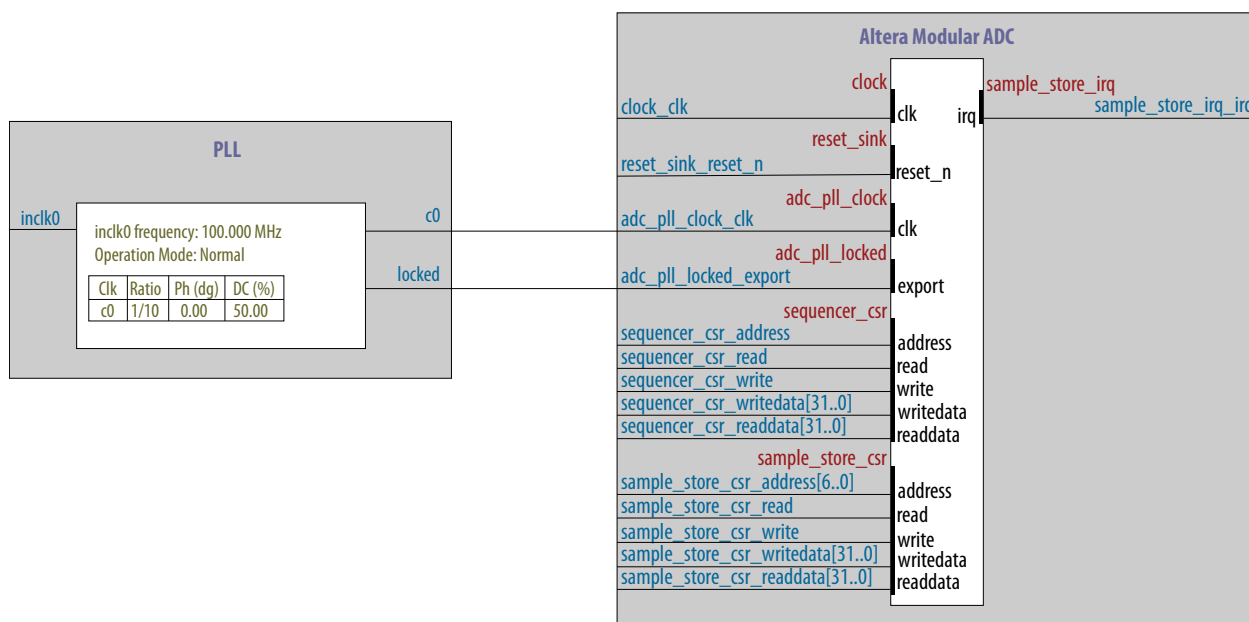 Altera Modular ADC
clock
sample_store_irq
clock_clk
clk
irq
sample_store_irq_irq
reset_sink
reset_sink_reset_n
reset_n
PLL
adc_pll_clock
inclk0
c0
adc_pll_clock_clk
clk
inclk0 frequency: 100.000 MHz
Operation Mode: Normal
adc_pll_locked
locked
adc_pll_locked_export
export
Clk Ratio Ph (dg) DC (%)
c0 1/10 0.00 50.00
sequencer_csr
sequencer_csr_address
address
sequencer_csr_read
read
sequencer_csr_write
write
sequencer_csr_writedata[31..0]
writedata
sequencer_csr_readdata[31..0]
readdata
sample_store_csr
sample_store_csr_address[6..0]
address
sample_store_csr_read
read
sample_store_csr_write
write
sample_store_csr_writedata[31..0]
writedata
sample_store_csr_readdata[31..0]
readdata